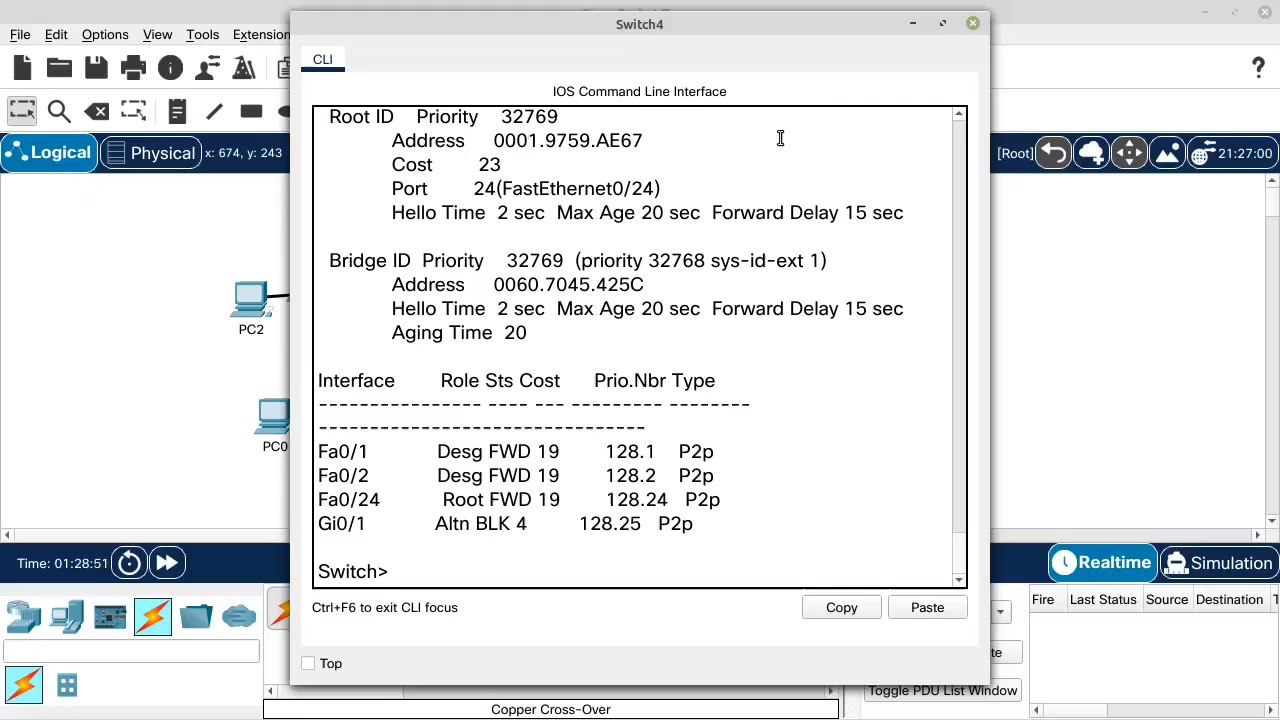 Switch4
File Edit Options View Tools Extension
CLI
IOS Command Line Interface
Logical
Physical
x: 674, y: 243
[Root]
21:27:00
Root ID Priority 32769
Address 0001.9759.AE67
Cost 23
Port 24(FastEthernet0/24)
Hello Time 2 sec Max Age 20 sec Forward Delay 15 sec
Bridge ID Priority 32769 (priority 32768 sys-id-ext 1)
Address 0060.7045.425C
Hello Time 2 sec Max Age 20 sec Forward Delay 15 sec
Aging Time 20
Interface Role Sts Cost Prio.Nbr Type
---------------- ---- --- --------- --------
--------------------------------
Fa0/1 Desg FWD 19 128.1 P2p
Fa0/2 Desg FWD 19 128.2 P2p
Fa0/24 Root FWD 19 128.24 P2p
Gi0/1 Altn BLK 4 128.25 P2p
Switch>
PC2
PC0
Ctrl+F6 to exit CLI focus
Copy
Paste
Top
Time: 01:28:51
Realtime
Simulation
Fire Last Status Source Destination
Toggle PDU List Window
Copper Cross-Over